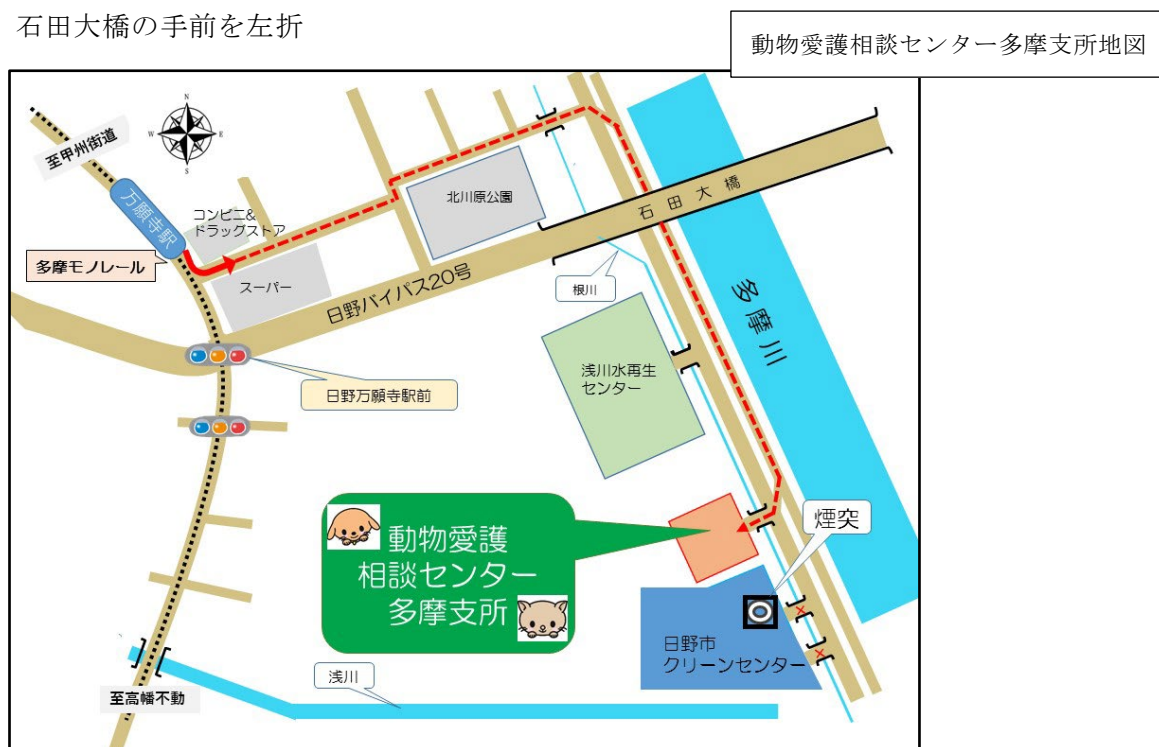 石田大橋の手前を左折
動物愛護相談センター多摩支所地図
N
W
E
S
至甲州街道
万願寺駅
コンビニ&
ドラッグストア
多摩モノレール
スーパー
北川原公園
石田大橋
日野バイパス20号
根川
多摩川
浅川水再生
センター
日野万願寺駅前
動物愛護
相談センター
多摩支所
煙突
日野市
クリーンセンター
浅川
至高幡不動